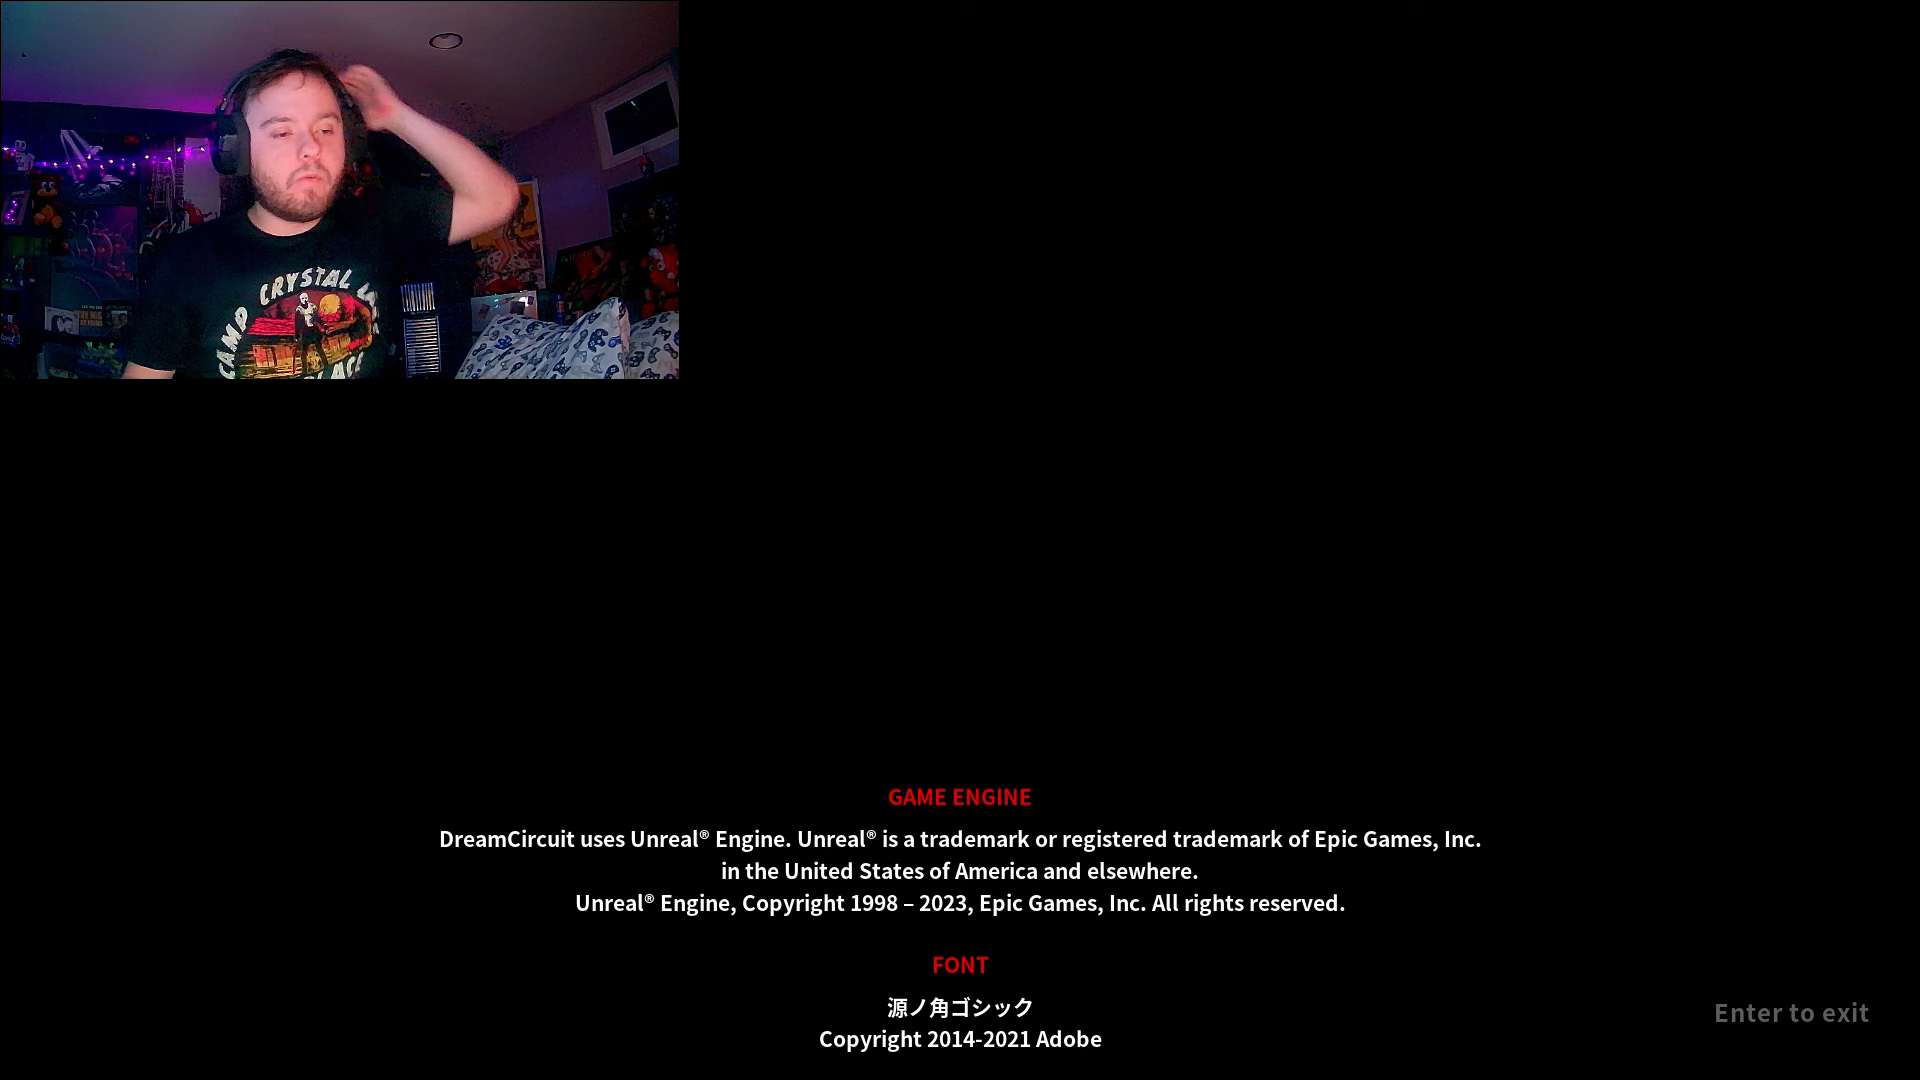 CAMP CRYSTAL
GAME ENGINE
DreamCircuit uses Unreal® Engine. Unreal® is a trademark or registered trademark of Epic Games, Inc.
in the United States of America and elsewhere.
Unreal® Engine, Copyright 1998 – 2023, Epic Games, Inc. All rights reserved.
FONT
源ノ角ゴシック
Copyright 2014-2021 Adobe
Enter to exit